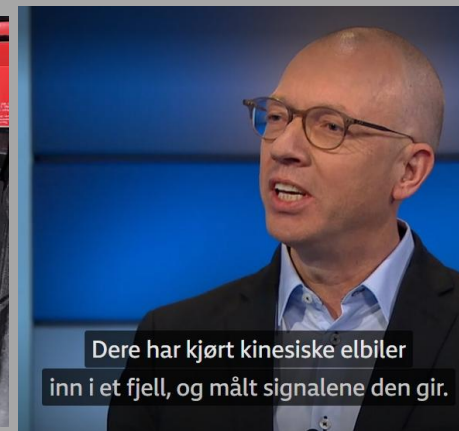 Dere har kjørt kinesiske elbiler
inn i et fjell, og målt signalene den gir.